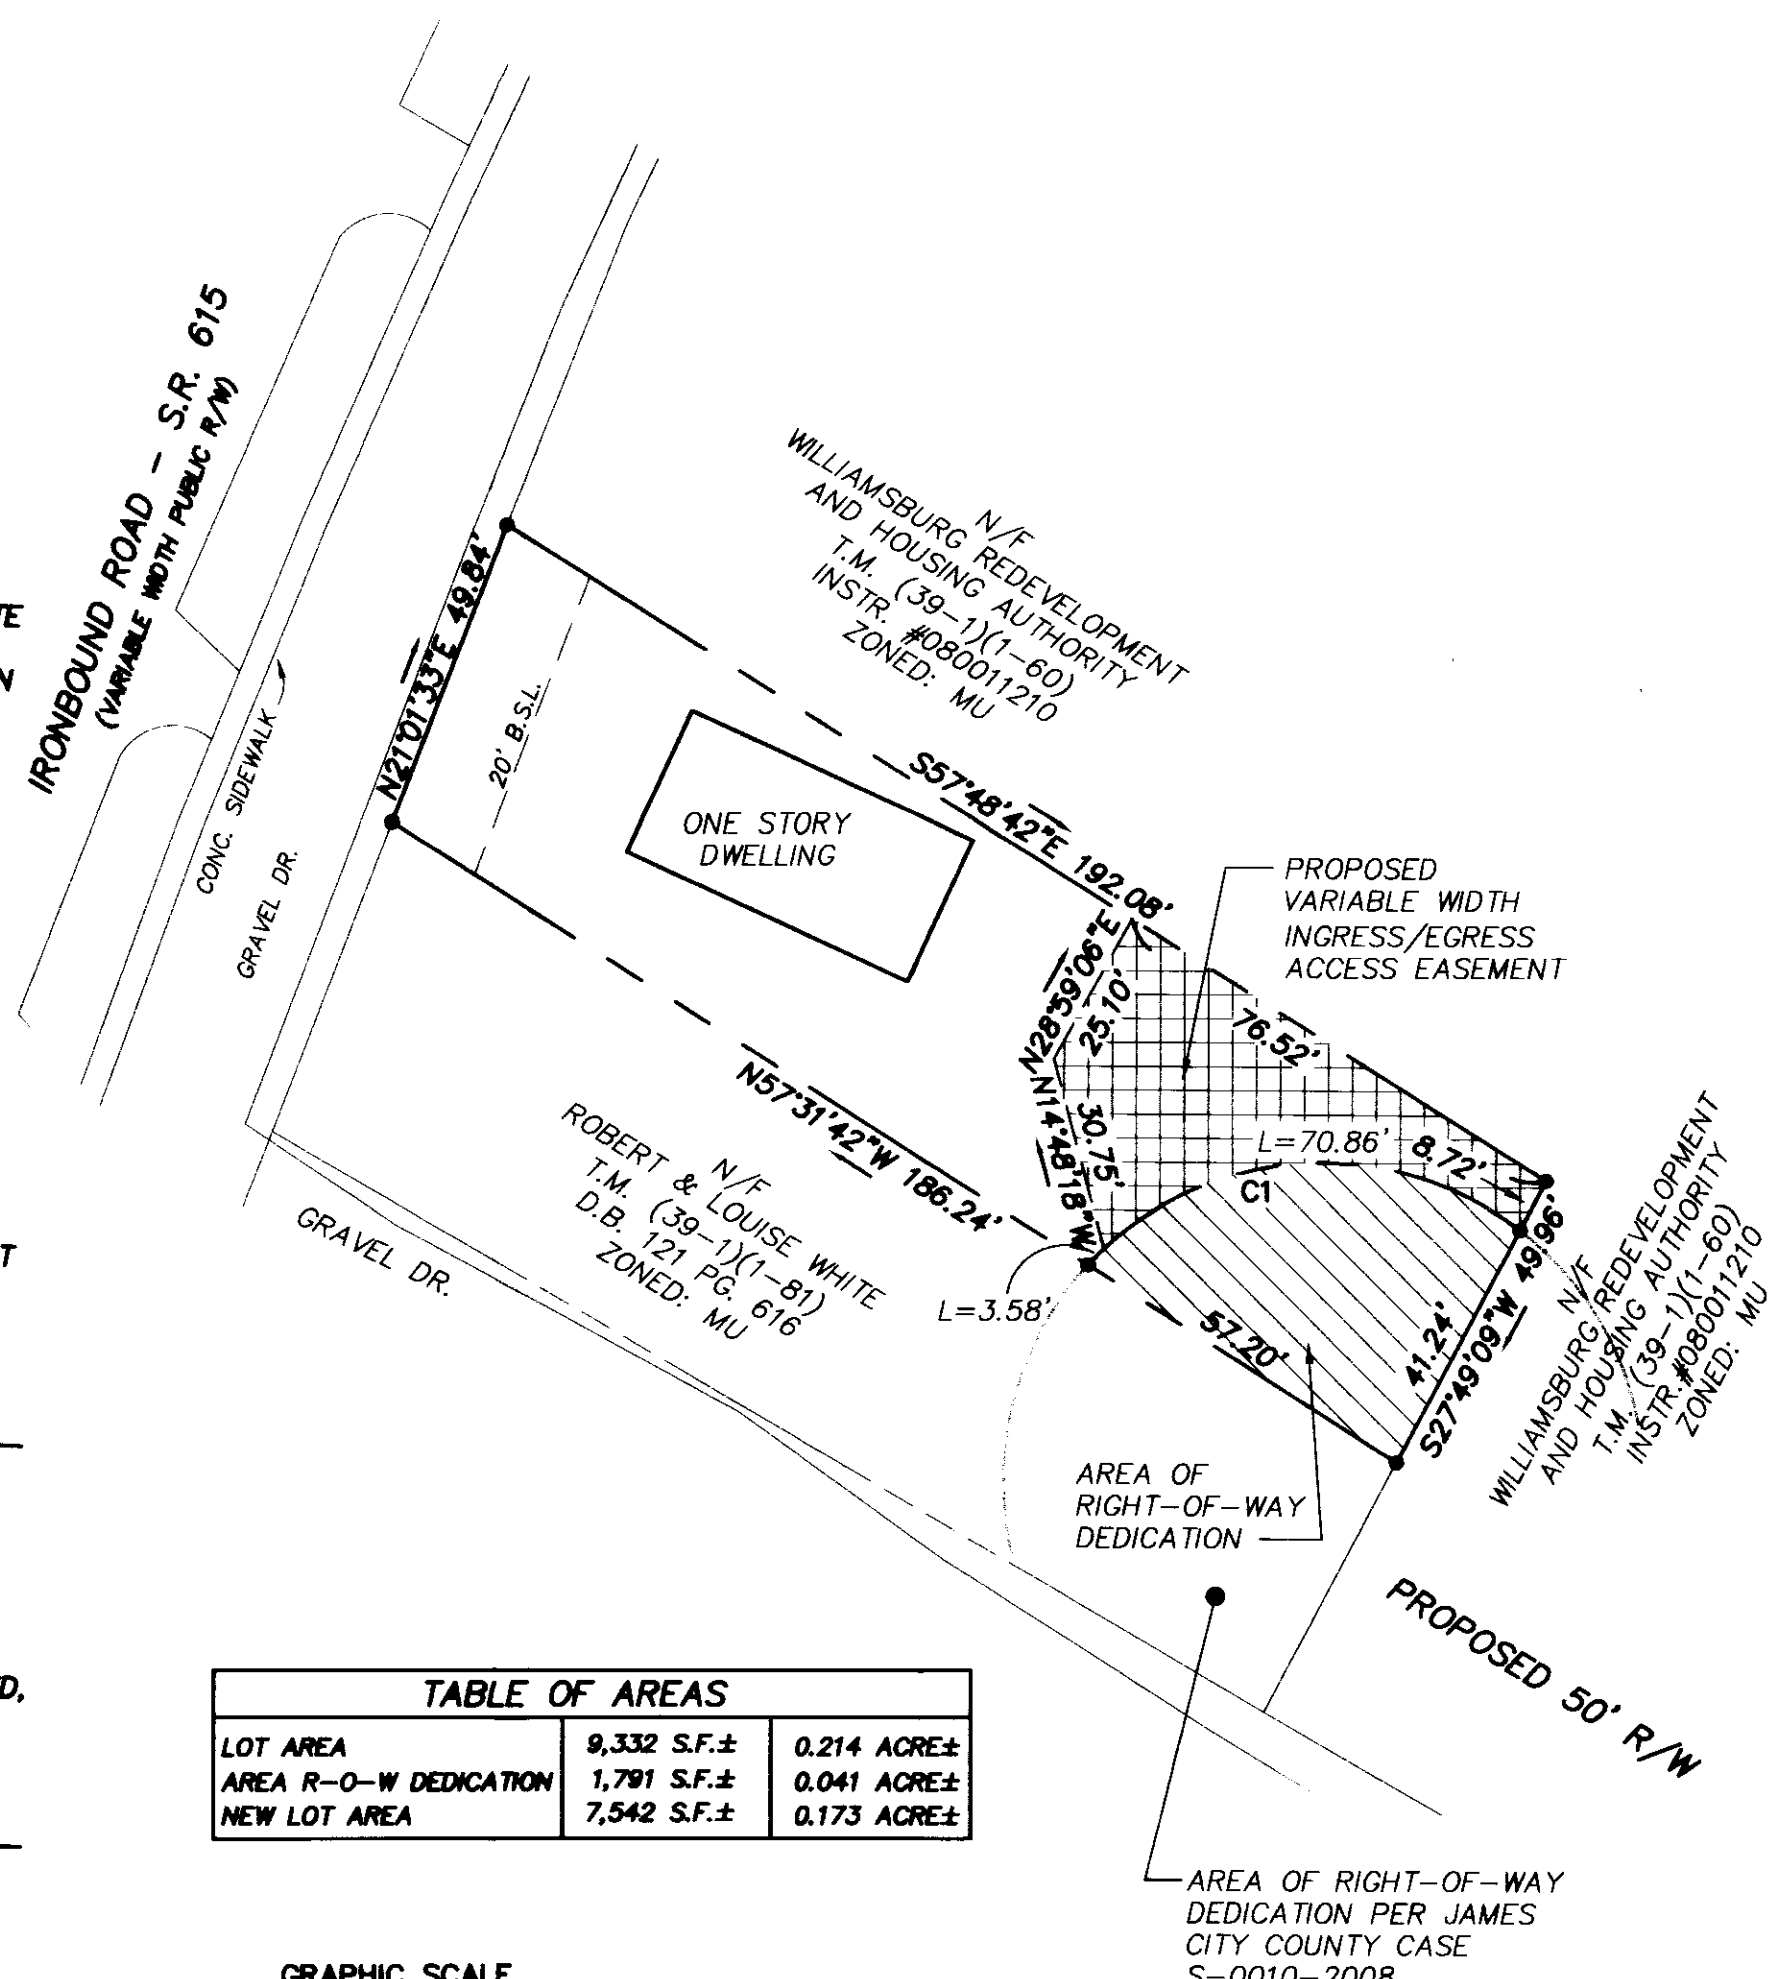 IRONBOUND ROAD - S.R. 615
(VARIABLE WIDTH PUBLIC R/W)
CONC. SIDEWALK
GRAVEL DR.
N21°01'33"E 49.84'
20' B.S.L.
ONE STORY
DWELLING
N/F
WILLIAMSBURG REDEVELOPMENT
AND HOUSING AUTHORITY
T.M. (39-1)(1-60)
INSTR. #080011210
ZONED: MU
S57°48'42"E 192.08'
PROPOSED
VARIABLE WIDTH
INGRESS/EGRESS
ACCESS EASEMENT
N28°59'06"E
25.10'
76.52'
N14°48'18"W
30.75'
L=70.86'
8.72'
C1
N57°31'42"W 186.24'
N/F
ROBERT & LOUISE WHITE
T.M. (39-1)(1-81)
D.B. 121 PG. 616
ZONED: MU
GRAVEL DR.
L=3.58'
57.20'
41.24'
S27°49'09"W 49.96'
N/F
WILLIAMSBURG REDEVELOPMENT
AND HOUSING AUTHORITY
T.M. (39-1)(1-60)
INSTR. #080011210
ZONED: MU
AREA OF
RIGHT-OF-WAY
DEDICATION
PROPOSED 50' R/W
TABLE OF AREAS
LOT AREA 9,332 S.F.± 0.214 ACRE±
AREA R-O-W DEDICATION 1,791 S.F.± 0.041 ACRE±
NEW LOT AREA 7,542 S.F.± 0.173 ACRE±
AREA OF RIGHT-OF-WAY
DEDICATION PER JAMES
CITY COUNTY CASE
S-0010-2008
GRAPHIC SCALE